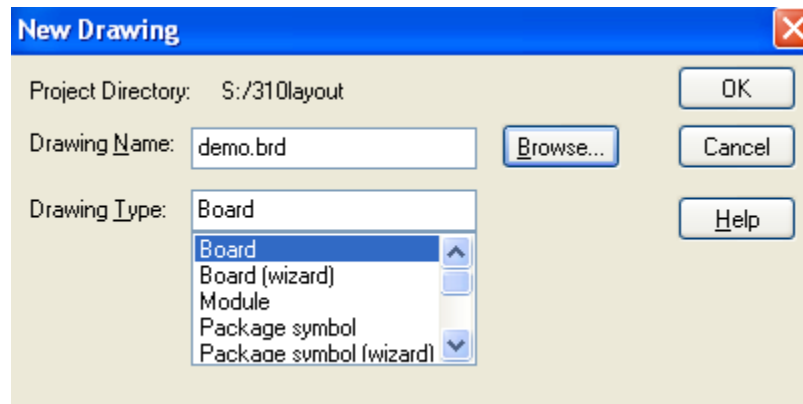 New Drawing
Project Directory: S:/310layout OK
Drawing Name: demo.brd Browse... Cancel
Drawing Type: Board Help
Board
Board (wizard)
Module
Package symbol
Package symbol (wizard)